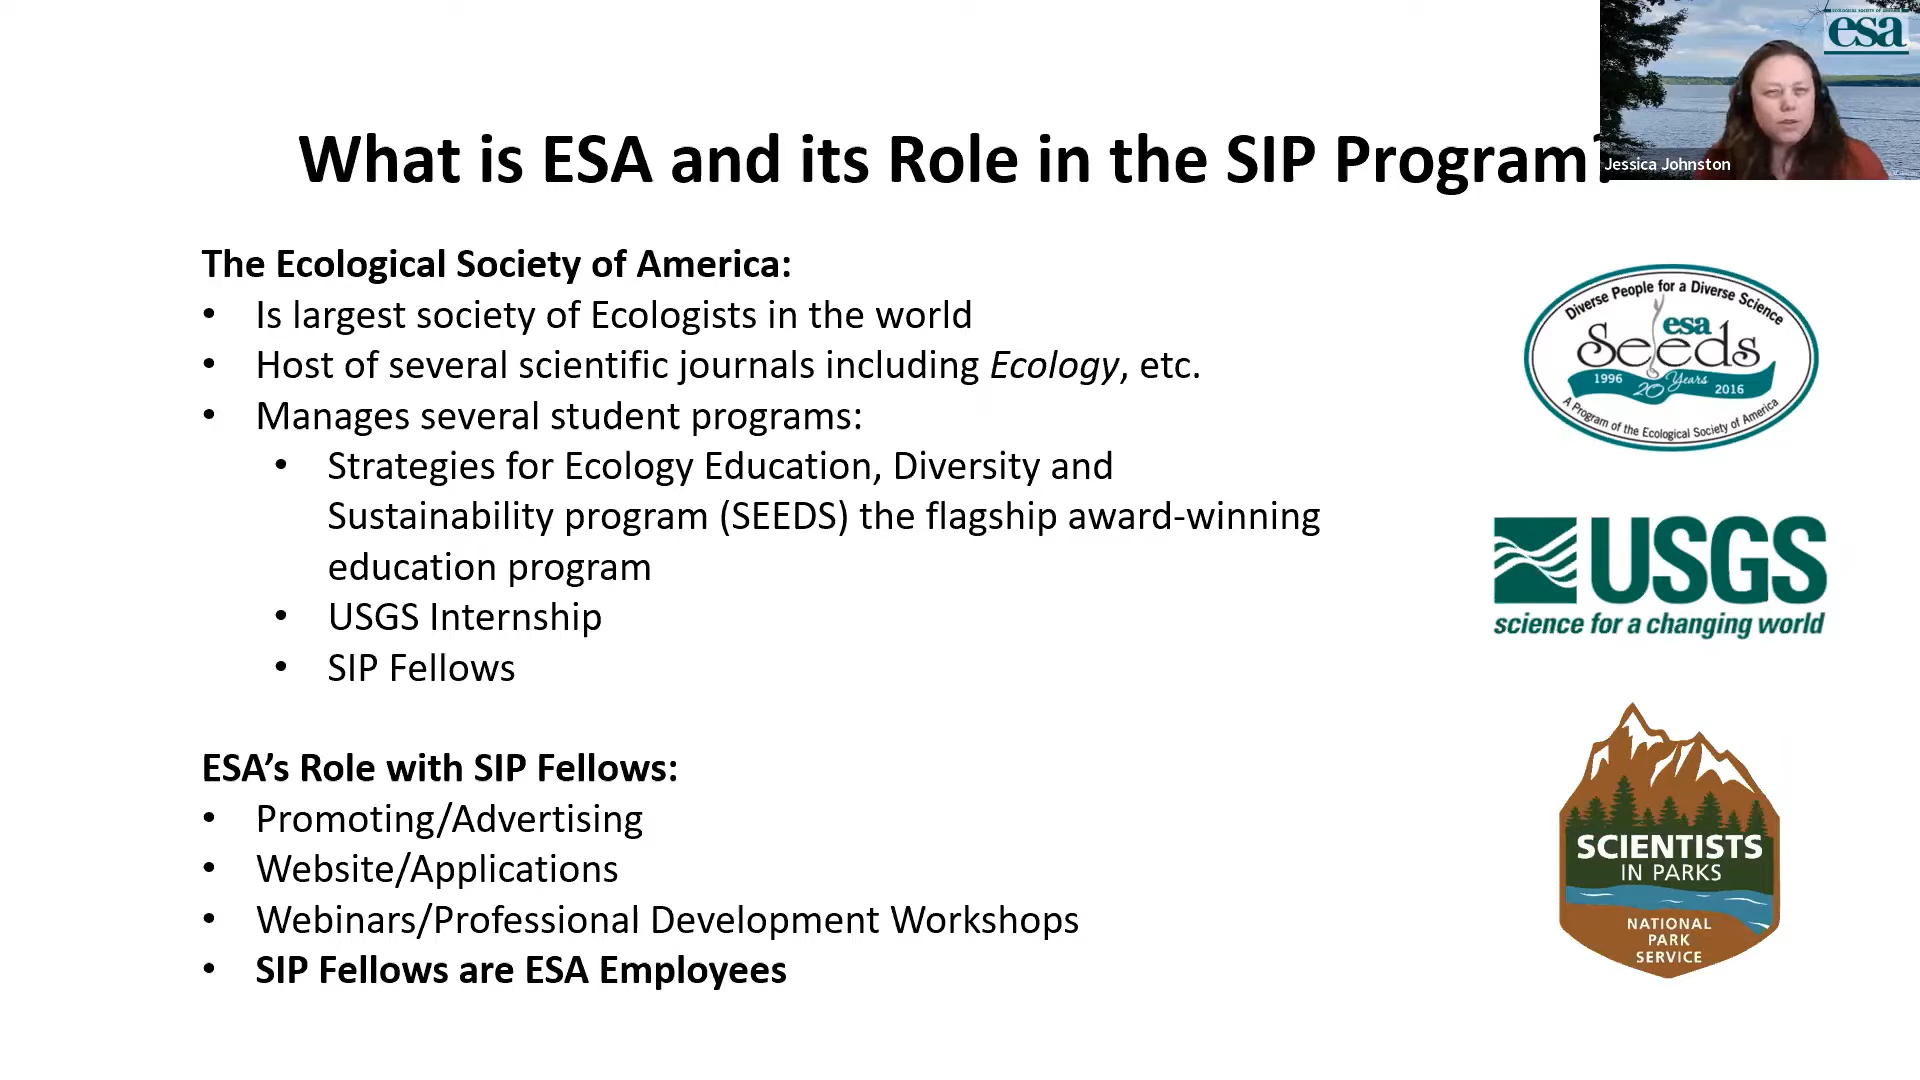 ECOLOGICAL SOCIETY OF AMERICA
esa
Jessica Johnston
What is ESA and its Role in the SIP Program?
The Ecological Society of America:
• Is largest society of Ecologists in the world
• Host of several scientific journals including Ecology, etc.
• Manages several student programs:
• Strategies for Ecology Education, Diversity and
Sustainability program (SEEDS) the flagship award-winning
education program
• USGS Internship
• SIP Fellows
ESA’s Role with SIP Fellows:
• Promoting/Advertising
• Website/Applications
• Webinars/Professional Development Workshops
• SIP Fellows are ESA Employees
Diverse People for a Diverse Science
esa
Seeds
1996 20 Years 2016
A Program of the Ecological Society of America
USGS
science for a changing world
SCIENTISTS
IN PARKS
NATIONAL
PARK
SERVICE